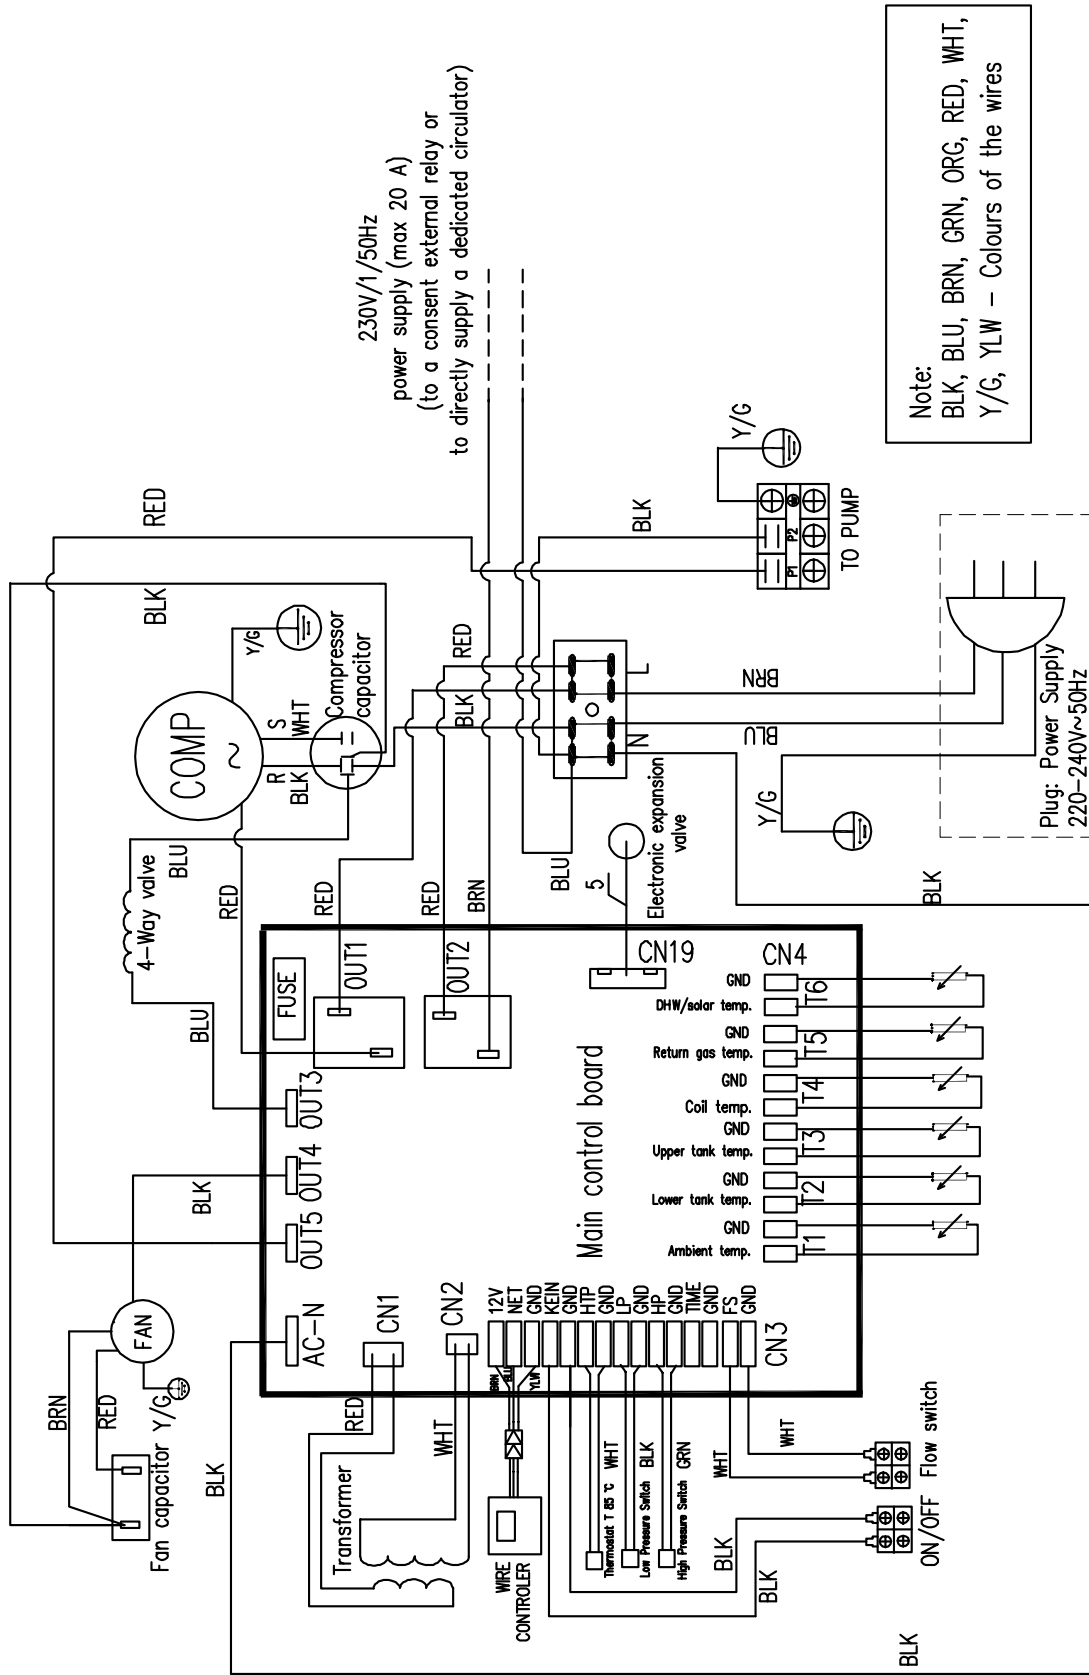 Note:
BLK, BLU, BRN, GRN, ORG, RED, WHT,
Y/G, YLW – Colours of the wires
230V/1/50Hz
power supply (max 20 A)
(to a consent external relay or
to directly supply a dedicated circulator)
RED
BLK
COMP
~
S
WHT
R
BLK
Y/G
Compressor
capacitor
4-Way valve
BLU
BLU
RED
RED
RED
BRN
BLK
RED
BLU
L
N
BRN
BLU
BLK
Y/G
P1
P2
TO PUMP
Plug: Power Supply
220-240V~50Hz
Y/G
BLK
5
Electronic expansion
valve
FUSE
OUT1
OUT2
OUT3
OUT4
OUT5
AC-N
BLK
FAN
BRN
RED
Y/G
Fan capacitor
BLK
Main control board
CN19
CN4
GND
DHW/solar temp.
T6
GND
Return gas temp.
T5
GND
Coil temp.
T4
GND
Upper tank temp.
T3
GND
Lower tank temp.
T2
GND
Ambient temp.
T1
CN1
CN2
CN3
12V
NET
GND
KEIN
GND
HTP
GND
LP
GND
HP
GND
TIME
GND
FS
GND
RED
WHT
Transformer
BRN
BLU
YLW
WIRE
CONTROLER
Thermostat T 85 °C
WHT
Low Pressure Switch
BLK
High Pressure Switch
GRN
WHT
WHT
BLK
BLK
Flow switch
ON/OFF
BLK